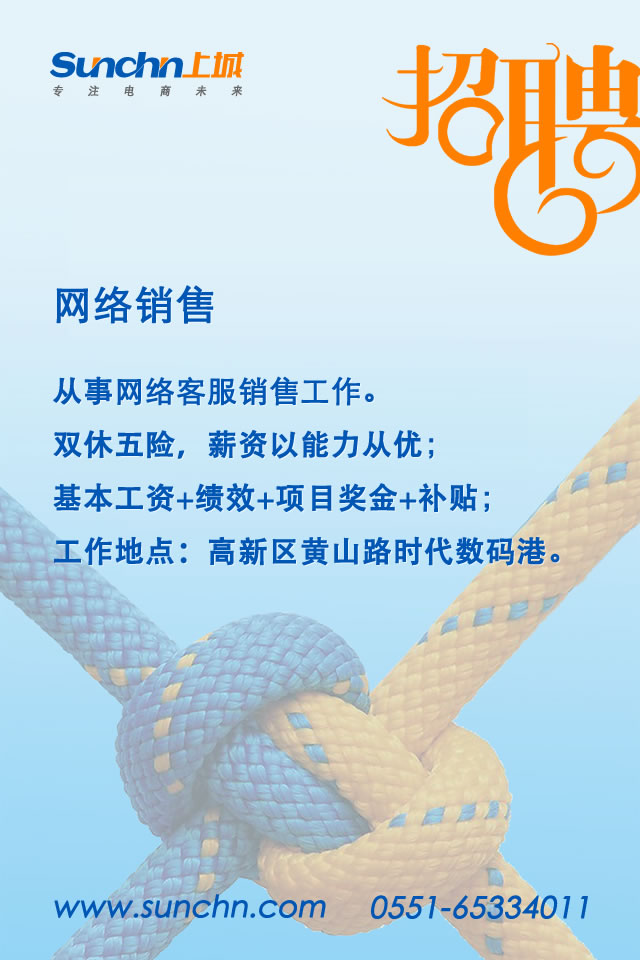 Sunchn上城
专注电商未来
招聘
网络销售
从事网络客服销售工作。
双休五险，薪资以能力从优；
基本工资+绩效+项目奖金+补贴；
工作地点：高新区黄山路时代数码港。
www.sunchn.com 0551-65334011